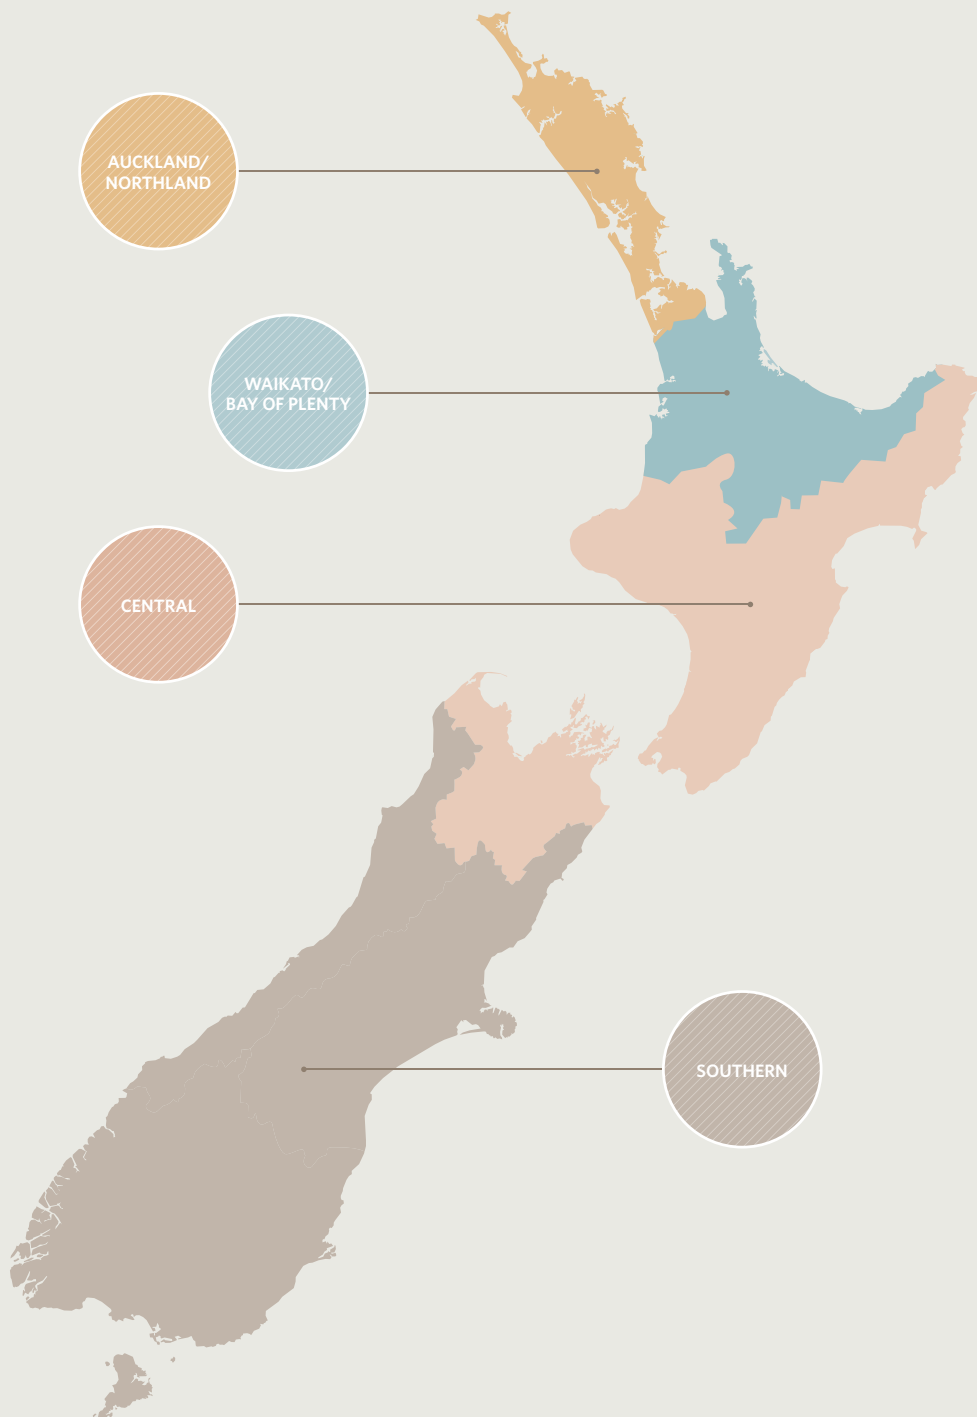 AUCKLAND/
NORTHLAND
WAIKATO/
BAY OF PLENTY
CENTRAL
SOUTHERN